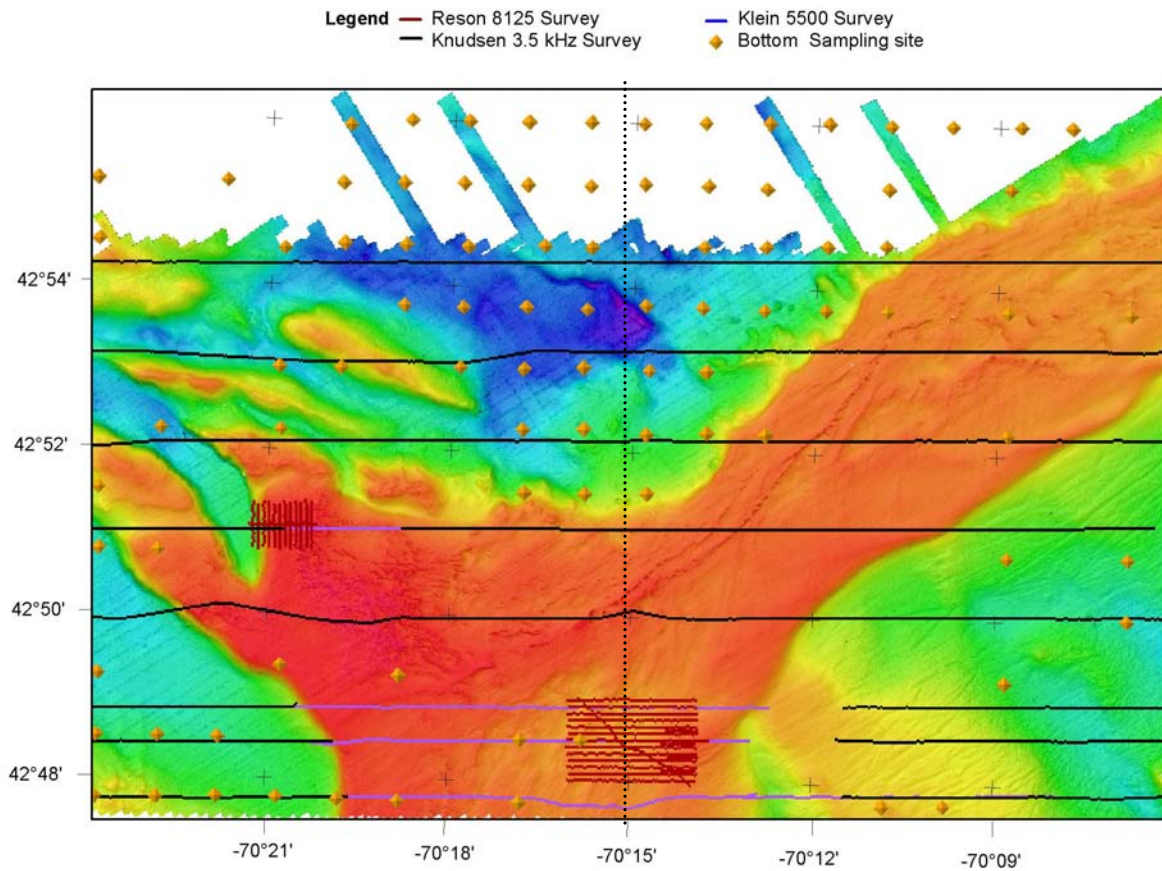 Legend Reson 8125 Survey Klein 5500 Survey
Knudsen 3.5 kHz Survey Bottom Sampling site
42°54'
42°52'
42°50'
42°48'
-70°21' -70°18' -70°15' -70°12' -70°09'